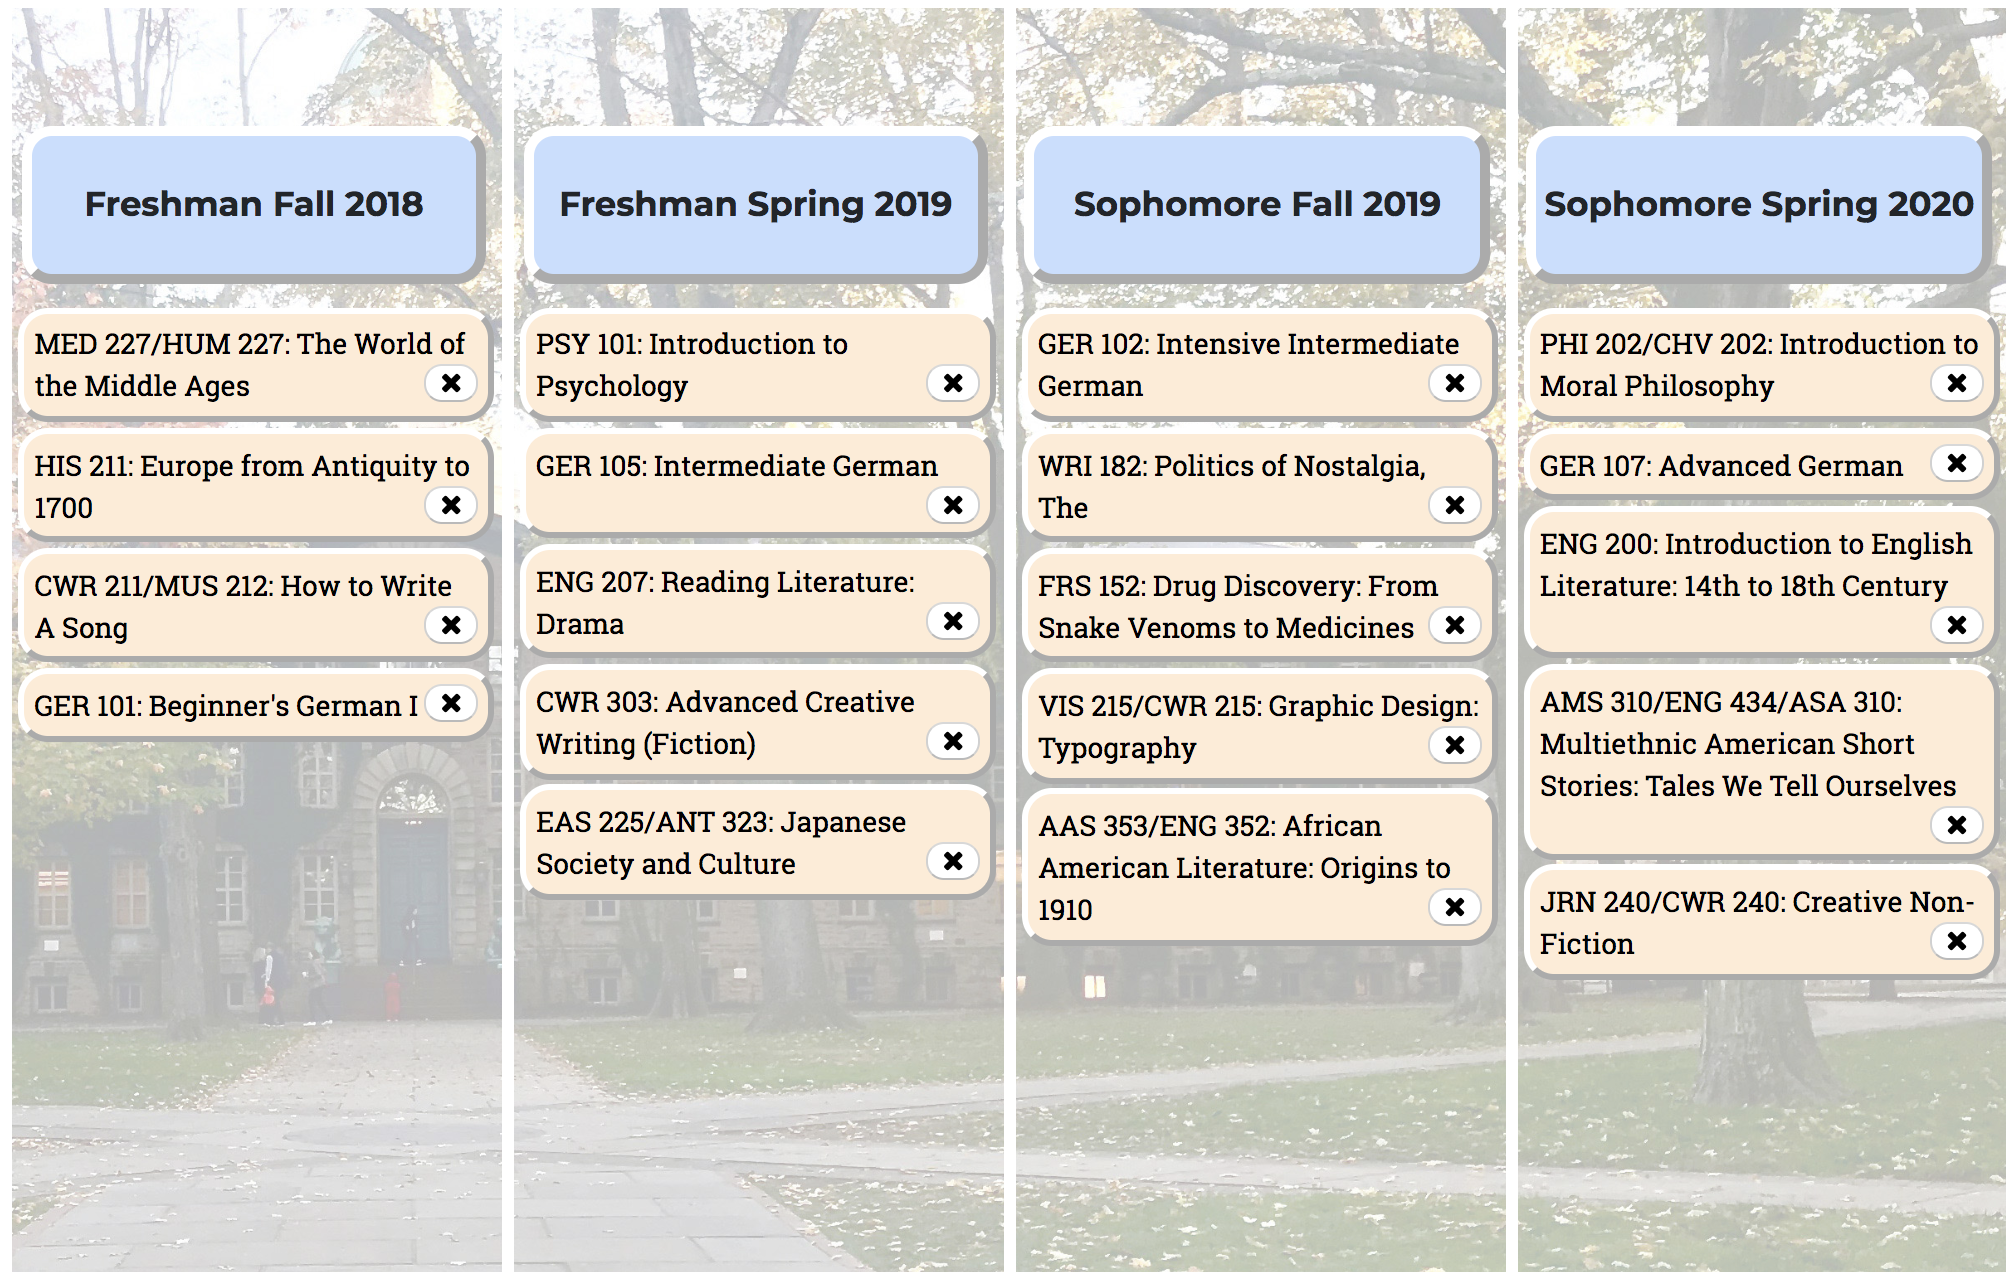 Freshman Fall 2018
MED 227/HUM 227: The World of
the Middle Ages
HIS 211: Europe from Antiquity to
1700
CWR 211/MUS 212: How to Write
A Song
GER 101: Beginner's German I
Freshman Spring 2019
PSY 101: Introduction to
Psychology
GER 105: Intermediate German
ENG 207: Reading Literature:
Drama
CWR 303: Advanced Creative
Writing (Fiction)
EAS 225/ANT 323: Japanese
Society and Culture
Sophomore Fall 2019
GER 102: Intensive Intermediate
German
WRI 182: Politics of Nostalgia,
The
FRS 152: Drug Discovery: From
Snake Venoms to Medicines
VIS 215/CWR 215: Graphic Design:
Typography
AAS 353/ENG 352: African
American Literature: Origins to
1910
Sophomore Spring 2020
PHI 202/CHV 202: Introduction to
Moral Philosophy
GER 107: Advanced German
ENG 200: Introduction to English
Literature: 14th to 18th Century
AMS 310/ENG 434/ASA 310:
Multiethnic American Short
Stories: Tales We Tell Ourselves
JRN 240/CWR 240: Creative Non-
Fiction